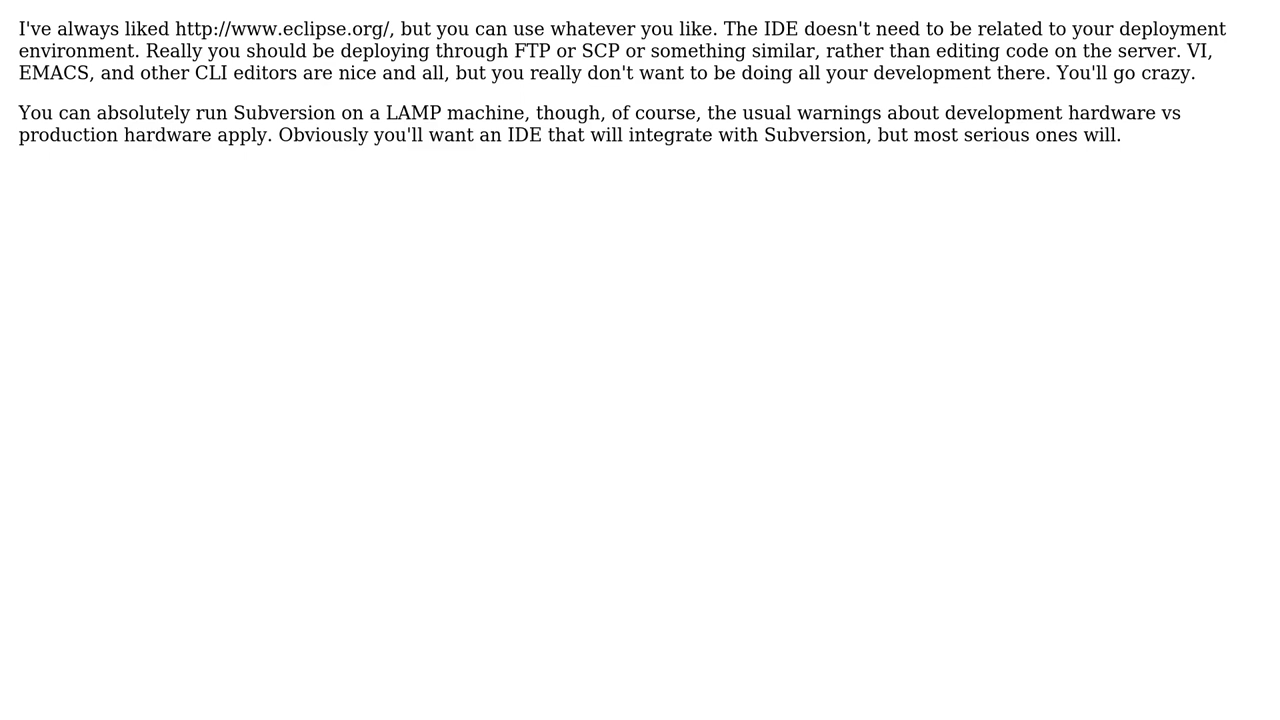 I've always liked http://www.eclipse.org/, but you can use whatever you like. The IDE doesn't need to be related to your deployment
environment. Really you should be deploying through FTP or SCP or something similar, rather than editing code on the server. VI,
EMACS, and other CLI editors are nice and all, but you really don't want to be doing all your development there. You'll go crazy.
You can absolutely run Subversion on a LAMP machine, though, of course, the usual warnings about development hardware vs
production hardware apply. Obviously you'll want an IDE that will integrate with Subversion, but most serious ones will.